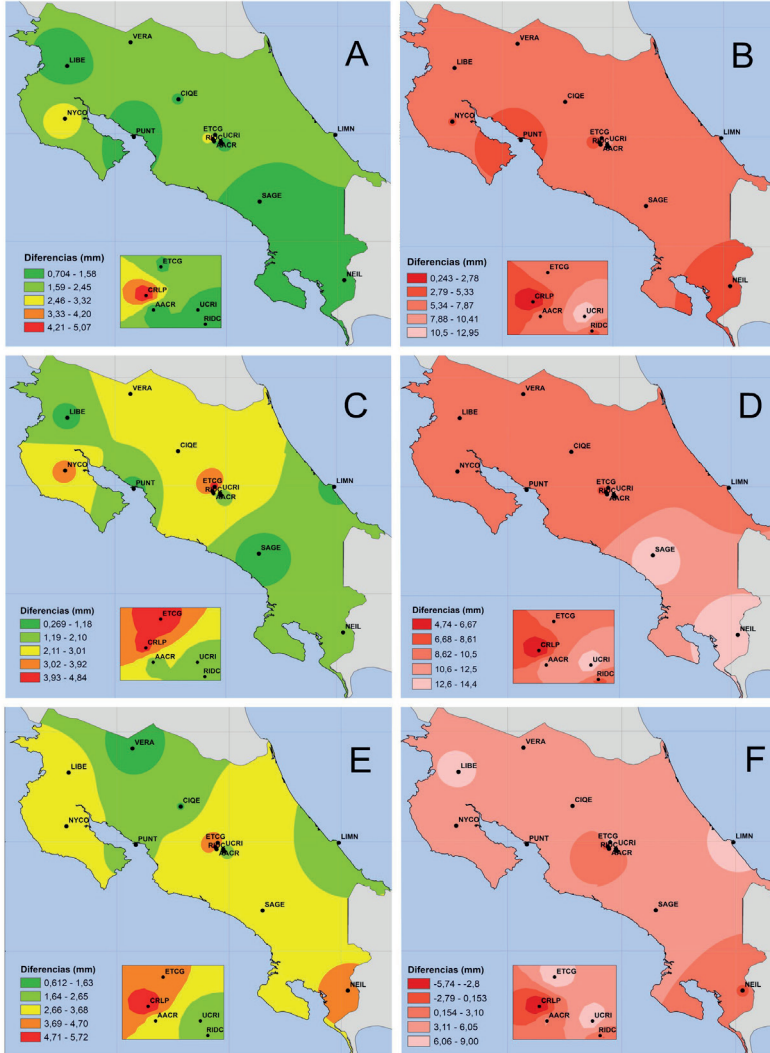 A
VERA
LIBE
CIQE
NYCO
ETCG
UCRI
AACR
PUNT
LIMN
SAGE
NEIL
Diferencias (mm)
0,704 - 1,58
1,59 - 2,45
2,46 - 3,32
3,33 - 4,20
4,21 - 5,07
ETCG
CRLP
AACR
UCRI
RIDC
B
VERA
LIBE
CIQE
NYCO
ETCG
UCRI
AACR
PUNT
LIMN
SAGE
NEIL
Diferencias (mm)
0,243 - 2,78
2,79 - 5,33
5,34 - 7,87
7,88 - 10,41
10,5 - 12,95
ETCG
CRLP
AACR
UCRI
RIDC
C
VERA
LIBE
CIQE
NYCO
ETCG
UCRI
AACR
PUNT
LIMN
SAGE
NEIL
Diferencias (mm)
0,269 - 1,18
1,19 - 2,10
2,11 - 3,01
3,02 - 3,92
3,93 - 4,84
ETCG
CRLP
AACR
UCRI
RIDC
D
VERA
LIBE
CIQE
NYCO
ETCG
UCRI
AACR
PUNT
LIMN
SAGE
NEIL
Diferencias (mm)
4,74 - 6,67
6,68 - 8,61
8,62 - 10,5
10,6 - 12,5
12,6 - 14,4
ETCG
CRLP
AACR
UCRI
RIDC
E
VERA
LIBE
CIQE
NYCO
ETCG
UCRI
AACR
PUNT
LIMN
SAGE
NEIL
Diferencias (mm)
0,612 - 1,63
1,64 - 2,65
2,66 - 3,68
3,69 - 4,70
4,71 - 5,72
ETCG
CRLP
AACR
UCRI
RIDC
F
VERA
LIBE
CIQE
NYCO
ETCG
UCRI
AACR
PUNT
LIMN
SAGE
NEIL
Diferencias (mm)
-5,74 - -2,8
-2,79 - 0,153
0,154 - 3,10
3,11 - 6,05
6,06 - 9,00
ETCG
CRLP
AACR
UCRI
RIDC